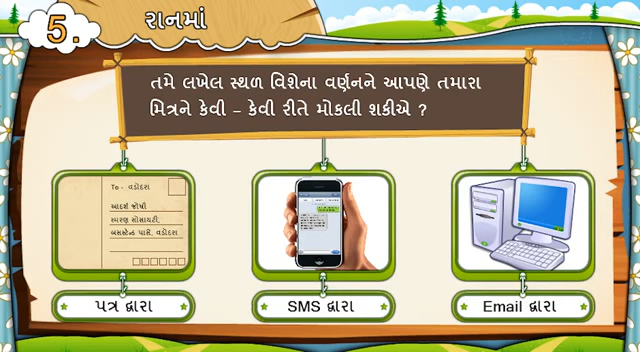 5.
રાનમાં
તમે લખેલ સ્થળ વિશેના વર્ણનને આપણે તમારા
મિત્રને કેવી – કેવી રીતે મોકલી શકીએ ?
To - વડોદરા
આદર્શ જોષી
સ્મરણ સોસાયટી,
બસસ્ટેન્ડ પાસે, વડોદરા
પત્ર દ્વારા
SMS દ્વારા
Email દ્વારા